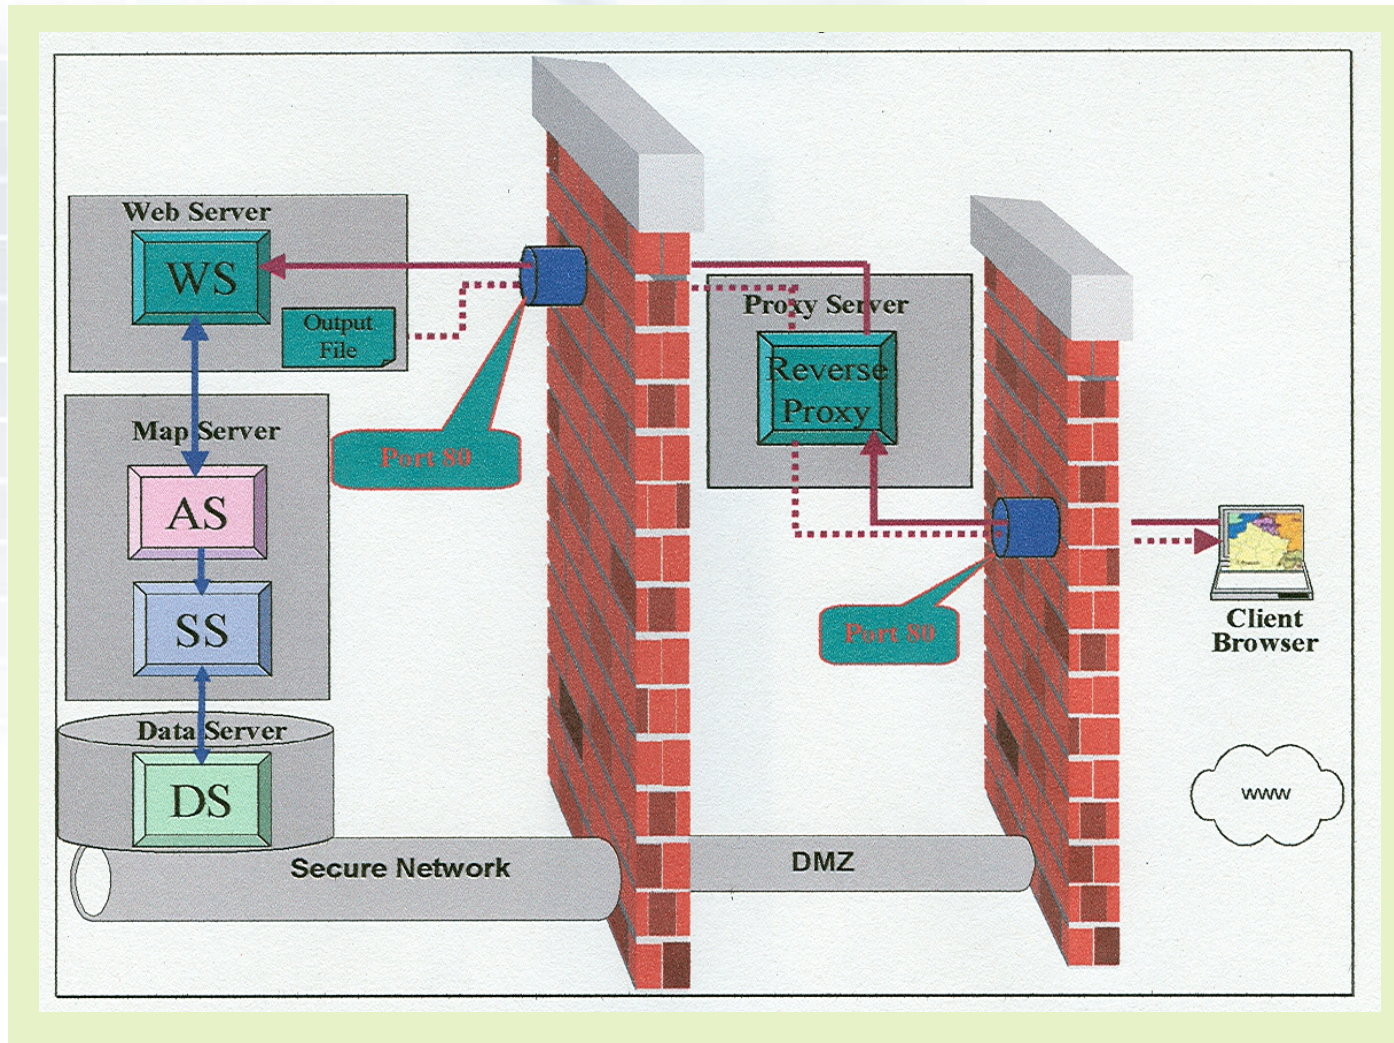 Web Server
WS
Output
File
Port 80
Map Server
AS
SS
Data Server
DS
Secure Network
Proxy Server
Reverse
Proxy
Port 80
DMZ
Client
Browser
www